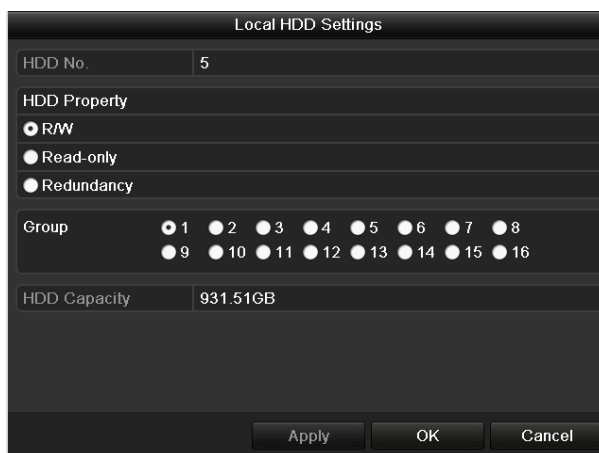 Local HDD Settings
HDD No. 5
HDD Property
R/W
Read-only
Redundancy
Group 1 2 3 4 5 6 7 8
9 10 11 12 13 14 15 16
HDD Capacity 931.51GB
Apply OK Cancel